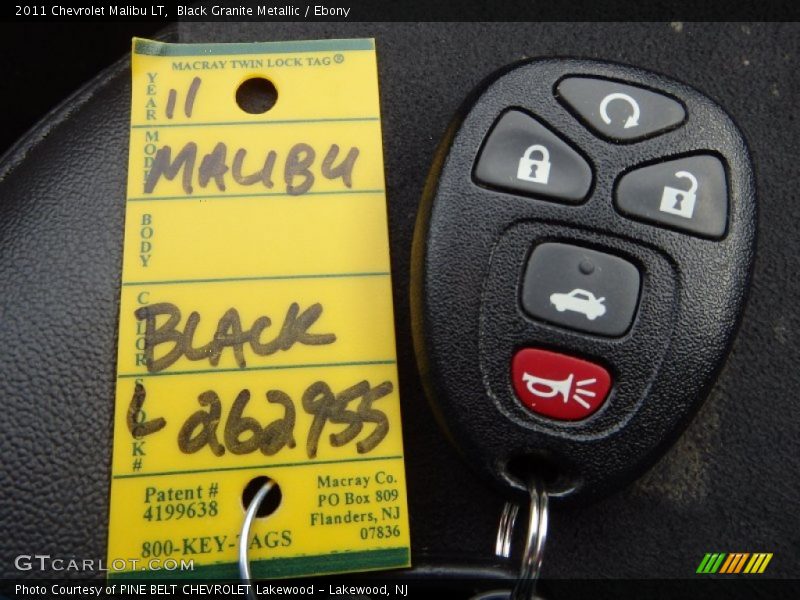 2011 Chevrolet Malibu LT, Black Granite Metallic / Ebony
MACRAY TWIN LOCK TAG®
YEAR 11
MODEL MALIBU
BODY
COLOR BLACK
STOCK# L262955
Patent #
4199638
Macray Co.
PO Box 809
Flanders, NJ
07836
800-KEY-TAGS
GTCARLOT.COM
Photo Courtesy of PINE BELT CHEVROLET Lakewood - Lakewood, NJ